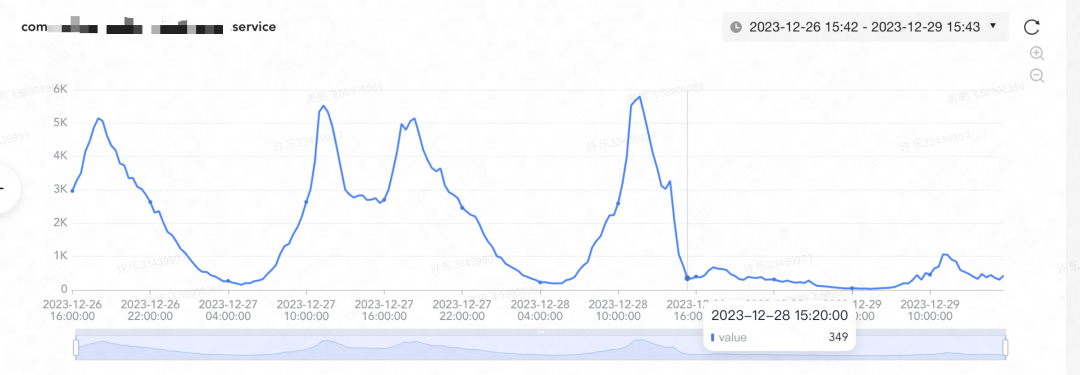 com service
2023-12-26 15:42 - 2023-12-29 15:43
6K
5K
4K
3K
2K
1K
0
2023-12-26 2023-12-26 2023-12-27 2023-12-27 2023-12-27 2023-12-27 2023-12-28 2023-12-28 2023-12-29 2023-12-29
16:00:00 22:00:00 04:00:00 10:00:00 16:00:00 22:00:00 04:00:00 10:00:00 10:00:00
2023-12-28 15:20:00
value 349